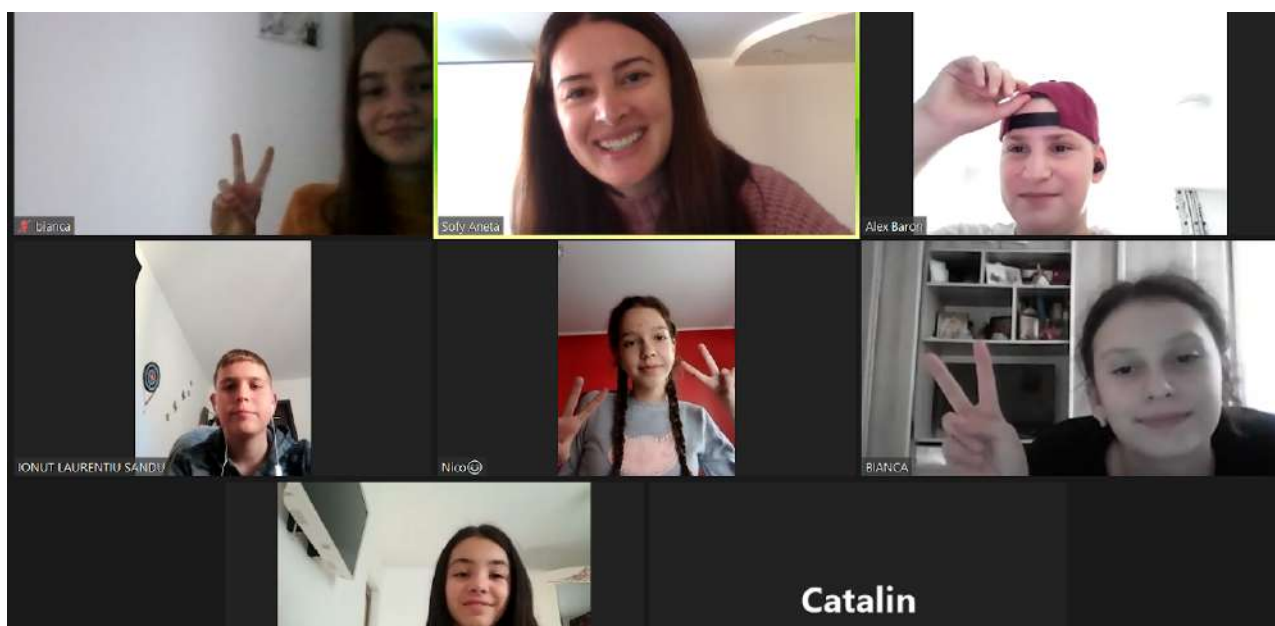 bianca
Sofy Aneta
Alex Baron
IONUT LAURENTIU SANDU
Nico☺
BIANCA
Catalin